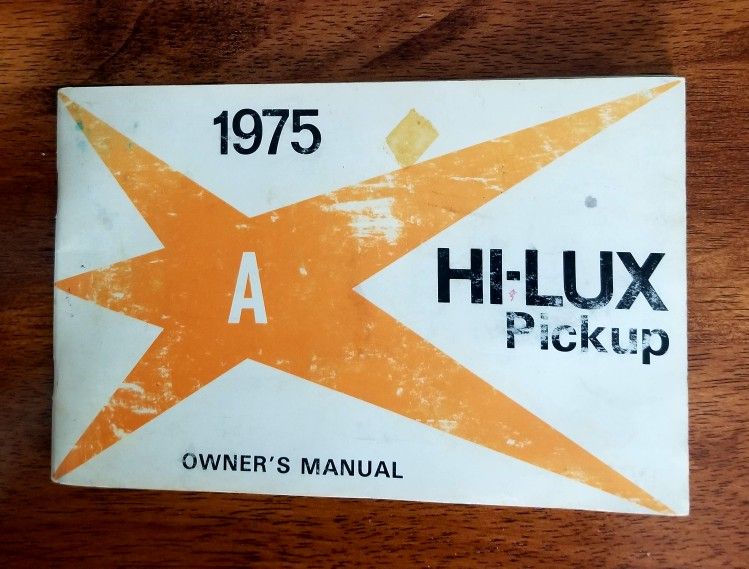 1975
A
HI-LUX
Pickup
OWNER'S MANUAL